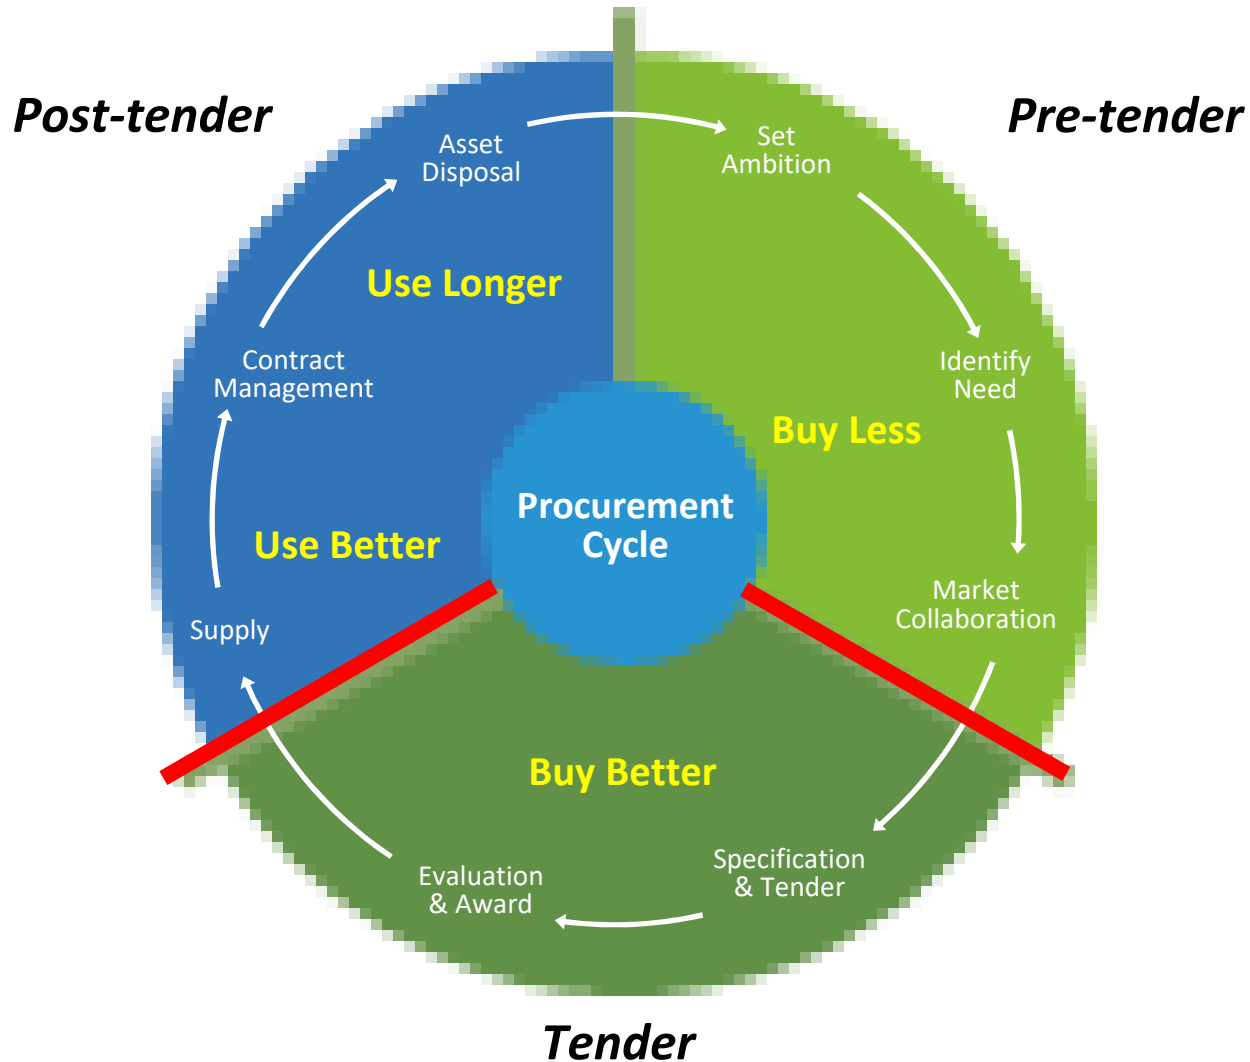 Post-tender
Pre-tender
Asset
Disposal
Set
Ambition
Use Longer
Contract
Management
Identify
Need
Buy Less
Procurement
Cycle
Use Better
Market
Collaboration
Supply
Buy Better
Specification
& Tender
Evaluation
& Award
Tender